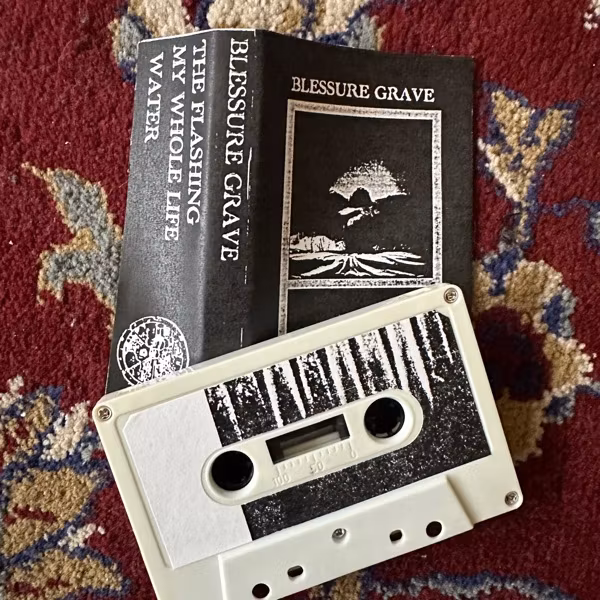 BLESSURE GRAVE
BLESSURE GRAVE
THE FLASHING
MY WHOLE LIFE
WATER
0
50
100